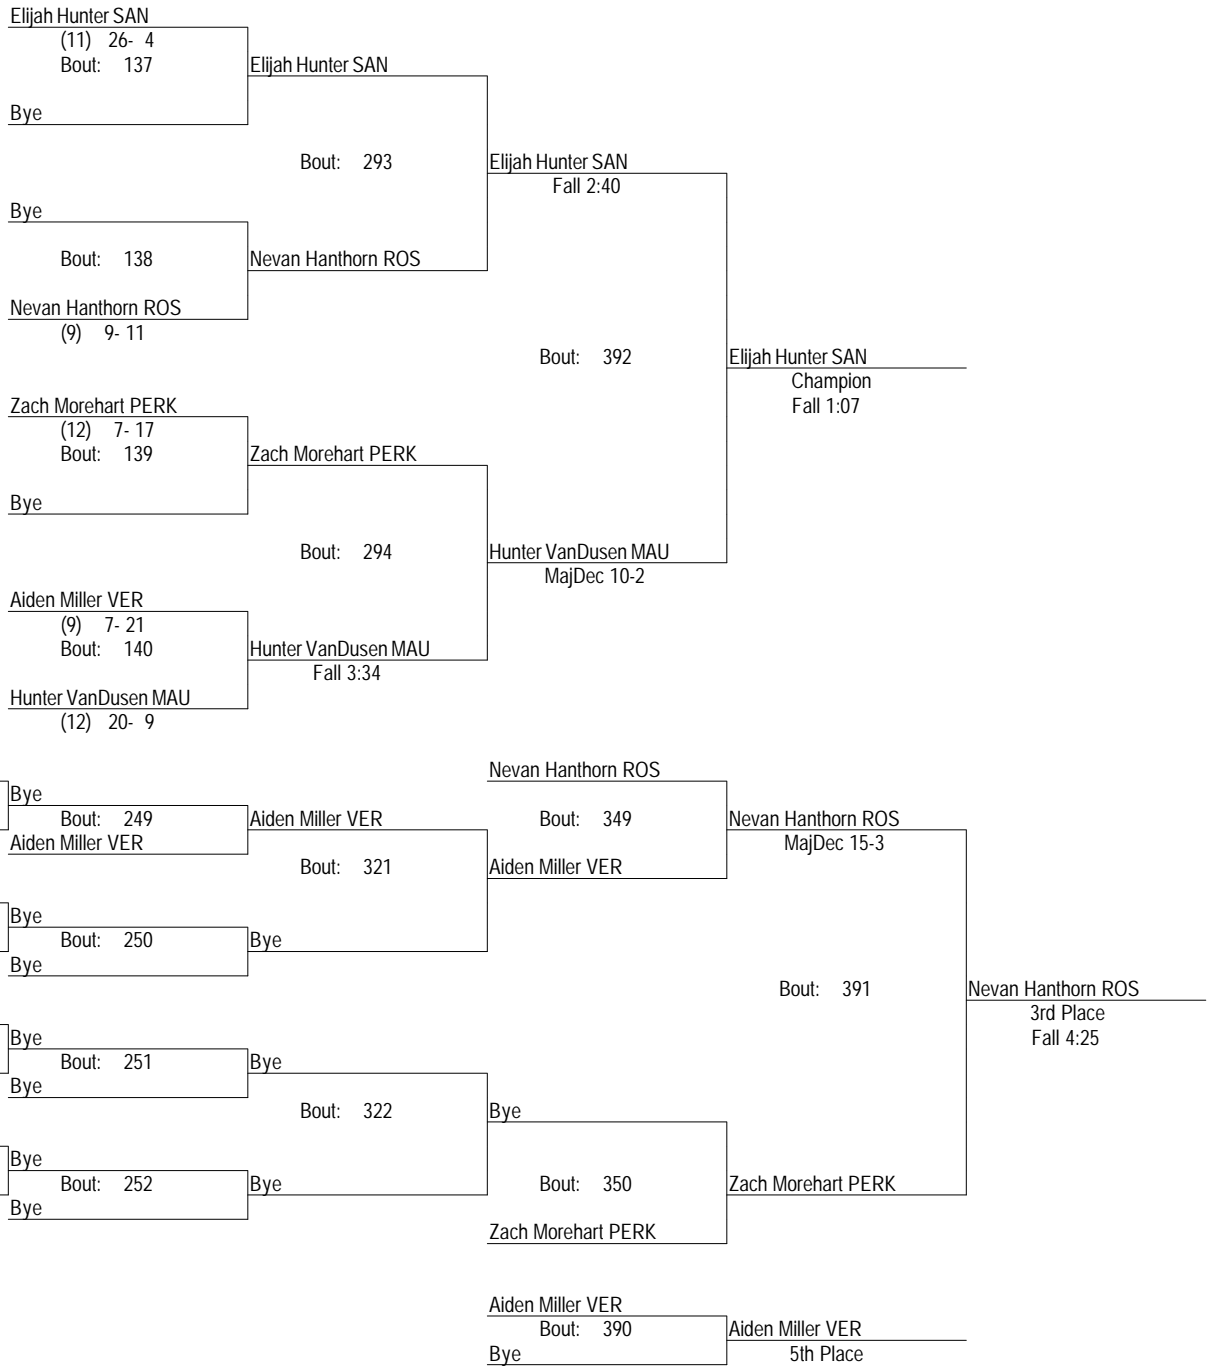 Elijah Hunter SAN
(11) 26- 4
Bout: 137
Elijah Hunter SAN
Bye
Bout: 293
Elijah Hunter SAN
Fall 2:40
Bye
Bout: 138
Nevan Hanthorn ROS
Nevan Hanthorn ROS
(9) 9- 11
Bout: 392
Elijah Hunter SAN
Champion
Fall 1:07
Zach Morehart PERK
(12) 7- 17
Bout: 139
Zach Morehart PERK
Bye
Bout: 294
Hunter VanDusen MAU
MajDec 10-2
Aiden Miller VER
(9) 7- 21
Bout: 140
Hunter VanDusen MAU
Fall 3:34
Hunter VanDusen MAU
(12) 20- 9
Nevan Hanthorn ROS
Bye
Bout: 249
Aiden Miller VER
Bout: 349
Nevan Hanthorn ROS
Aiden Miller VER
MajDec 15-3
Bout: 321
Aiden Miller VER
Bye
Bout: 250
Bye
Bye
Bout: 391
Nevan Hanthorn ROS
3rd Place
Fall 4:25
Bye
Bout: 251
Bye
Bye
Bout: 322
Bye
Bye
Bout: 252
Bye
Bout: 350
Zach Morehart PERK
Bye
Zach Morehart PERK
Aiden Miller VER
Bout: 390
Aiden Miller VER
Bye
5th Place